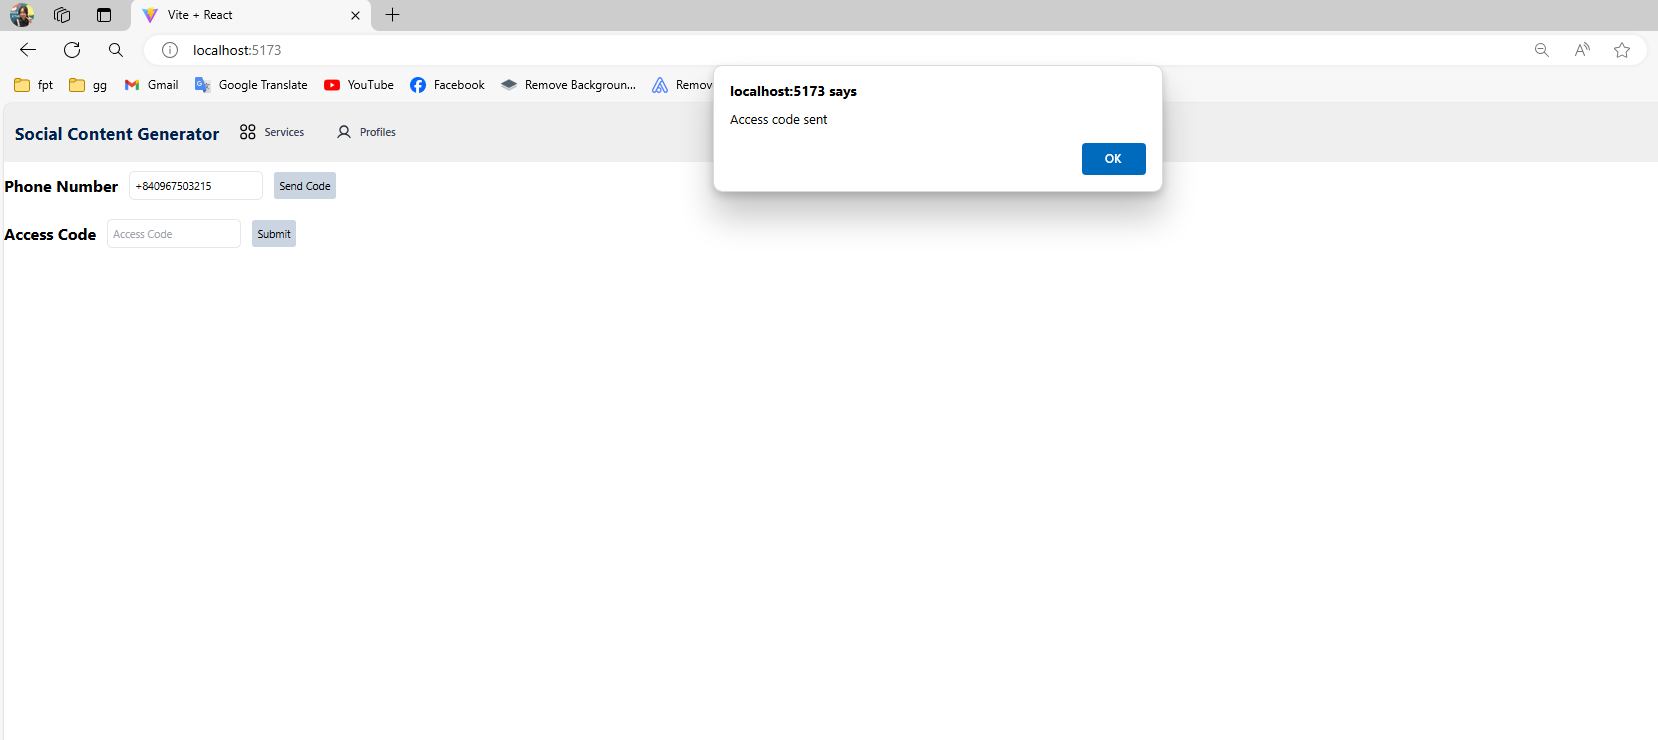 Vite + React
localhost:5173
fpt gg Gmail Google Translate YouTube Facebook Remove Backgroun... Remov
localhost:5173 says
Access code sent
OK
Social Content Generator Services Profiles
Phone Number +840967503215 Send Code
Access Code Access Code Submit